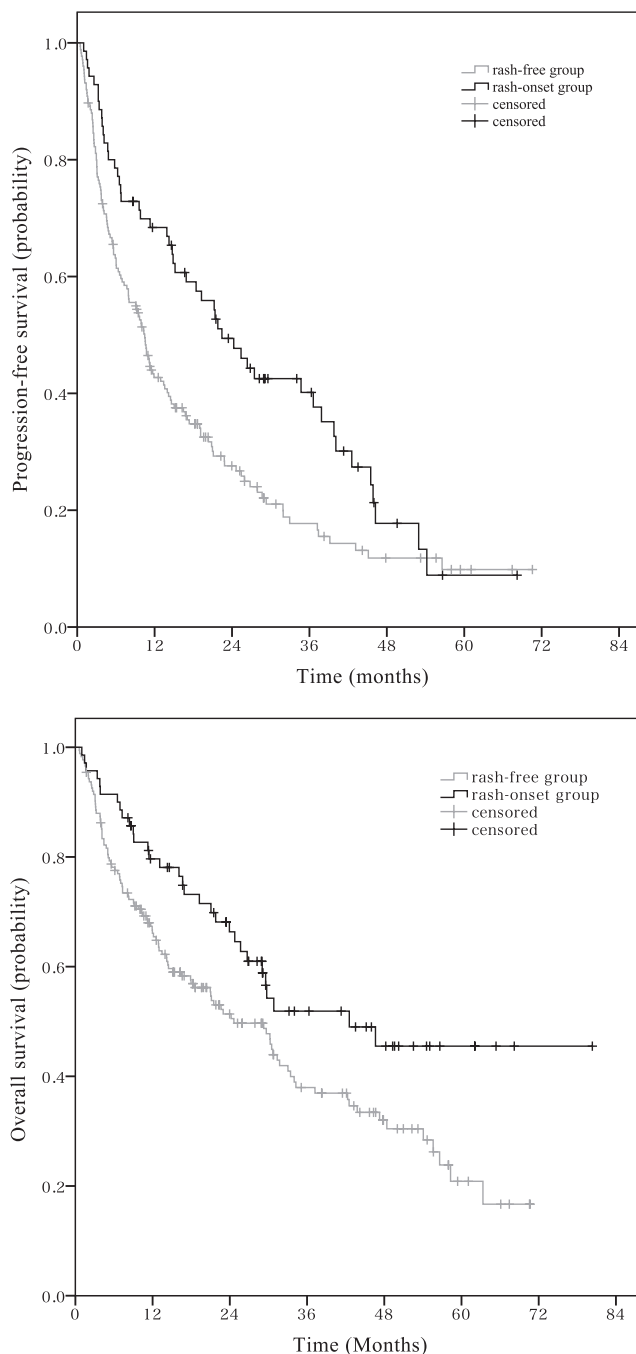 1.0
0.8
0.6
0.4
0.2
0.0
Progression-free survival (probability)
rash-free group
rash-onset group
censored
censored
0 12 24 36 48 60 72 84
Time (months)
1.0
0.8
0.6
0.4
0.2
0.0
Overall survival (probability)
rash-free group
rash-onset group
censored
censored
0 12 24 36 48 60 72 84
Time (Months)